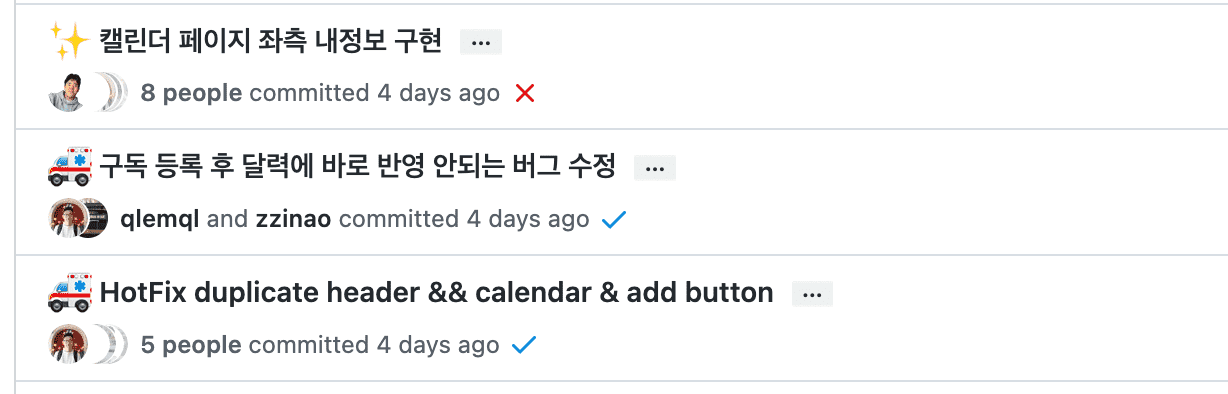 ✨ 캘린더 페이지 좌측 내정보 구현 ...
8 people committed 4 days ago
🚑 구독 등록 후 달력에 바로 반영 안되는 버그 수정 ...
qlemql and zzinao committed 4 days ago
🚑 HotFix duplicate header && calendar & add button ...
5 people committed 4 days ago